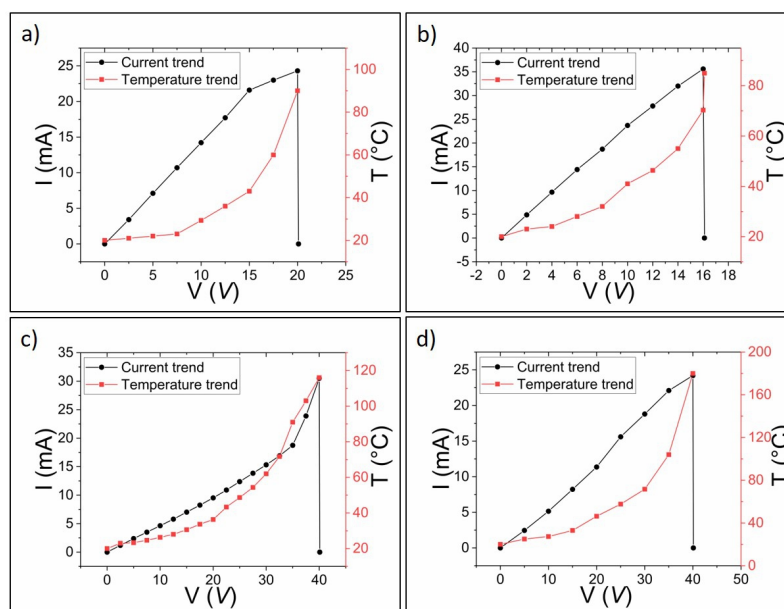 a)
Current trend
Temperature trend
I (mA)
T (°C)
25
20
15
10
5
0
100
80
60
40
20
0 5 10 15 20 25
V (V)
b)
Current trend
Temperature trend
I (mA)
T (°C)
40
35
30
25
20
15
10
5
0
-5
80
60
40
20
-2 0 2 4 6 8 10 12 14 16 18
V (V)
c)
Current trend
Temperature trend
I (mA)
T (°C)
35
30
25
20
15
10
5
0
120
100
80
60
40
20
0 10 20 30 40
V (V)
d)
Current trend
Temperature trend
I (mA)
T (°C)
25
20
15
10
5
0
200
160
120
80
40
0
0 10 20 30 40 50
V (V)